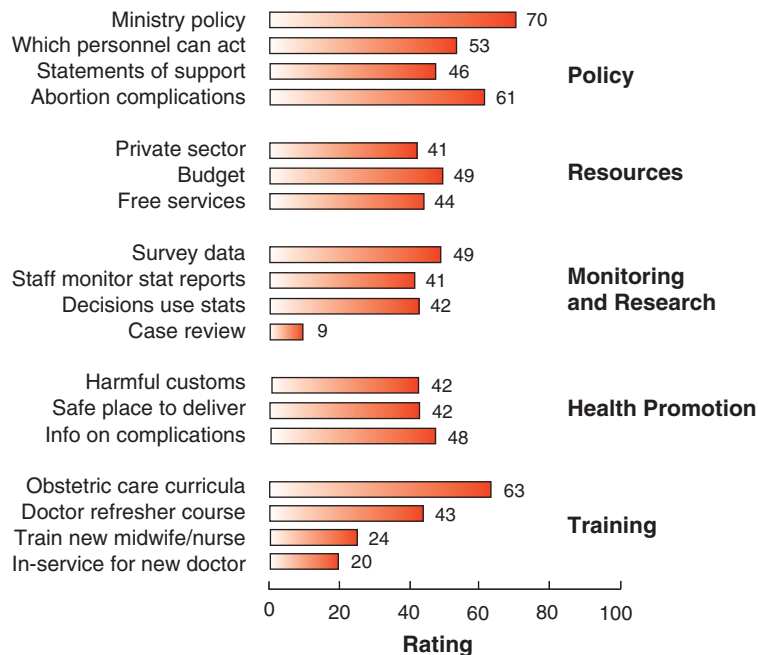 Ministry policy 70
Which personnel can act 53
Statements of support 46
Policy
Abortion complications 61
Private sector 41
Budget 49
Resources
Free services 44
Survey data 49
Staff monitor stat reports 41
Monitoring
and Research
Decisions use stats 42
Case review 9
Harmful customs 42
Safe place to deliver 42
Health Promotion
Info on complications 48
Obstetric care curricula 63
Doctor refresher course 43
Training
Train new midwife/nurse 24
In-service for new doctor 20
0 20 40 60 80 100
Rating